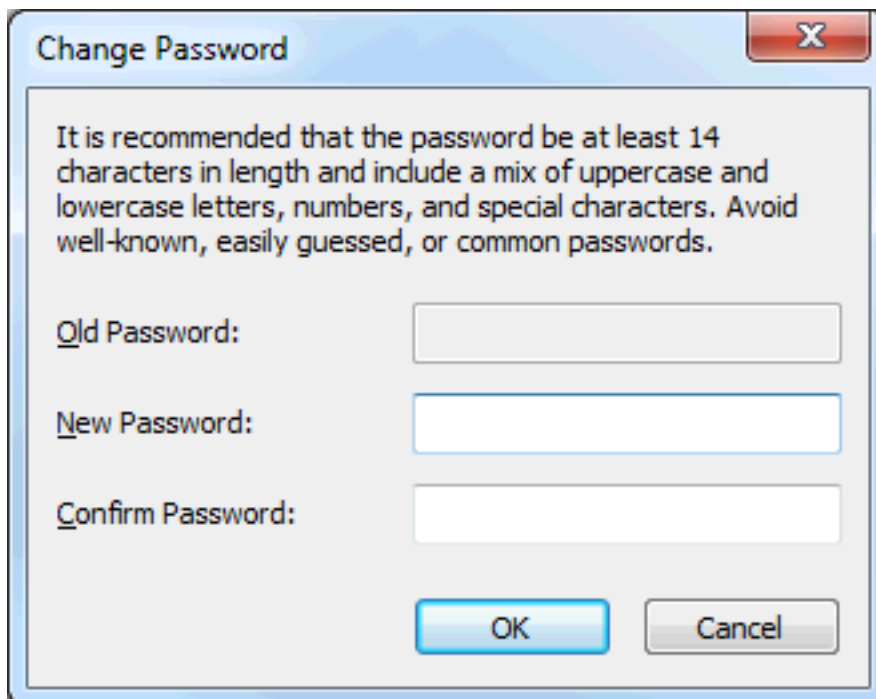 Change Password
It is recommended that the password be at least 14
characters in length and include a mix of uppercase and
lowercase letters, numbers, and special characters. Avoid
well-known, easily guessed, or common passwords.
Old Password:
New Password:
Confirm Password:
OK Cancel